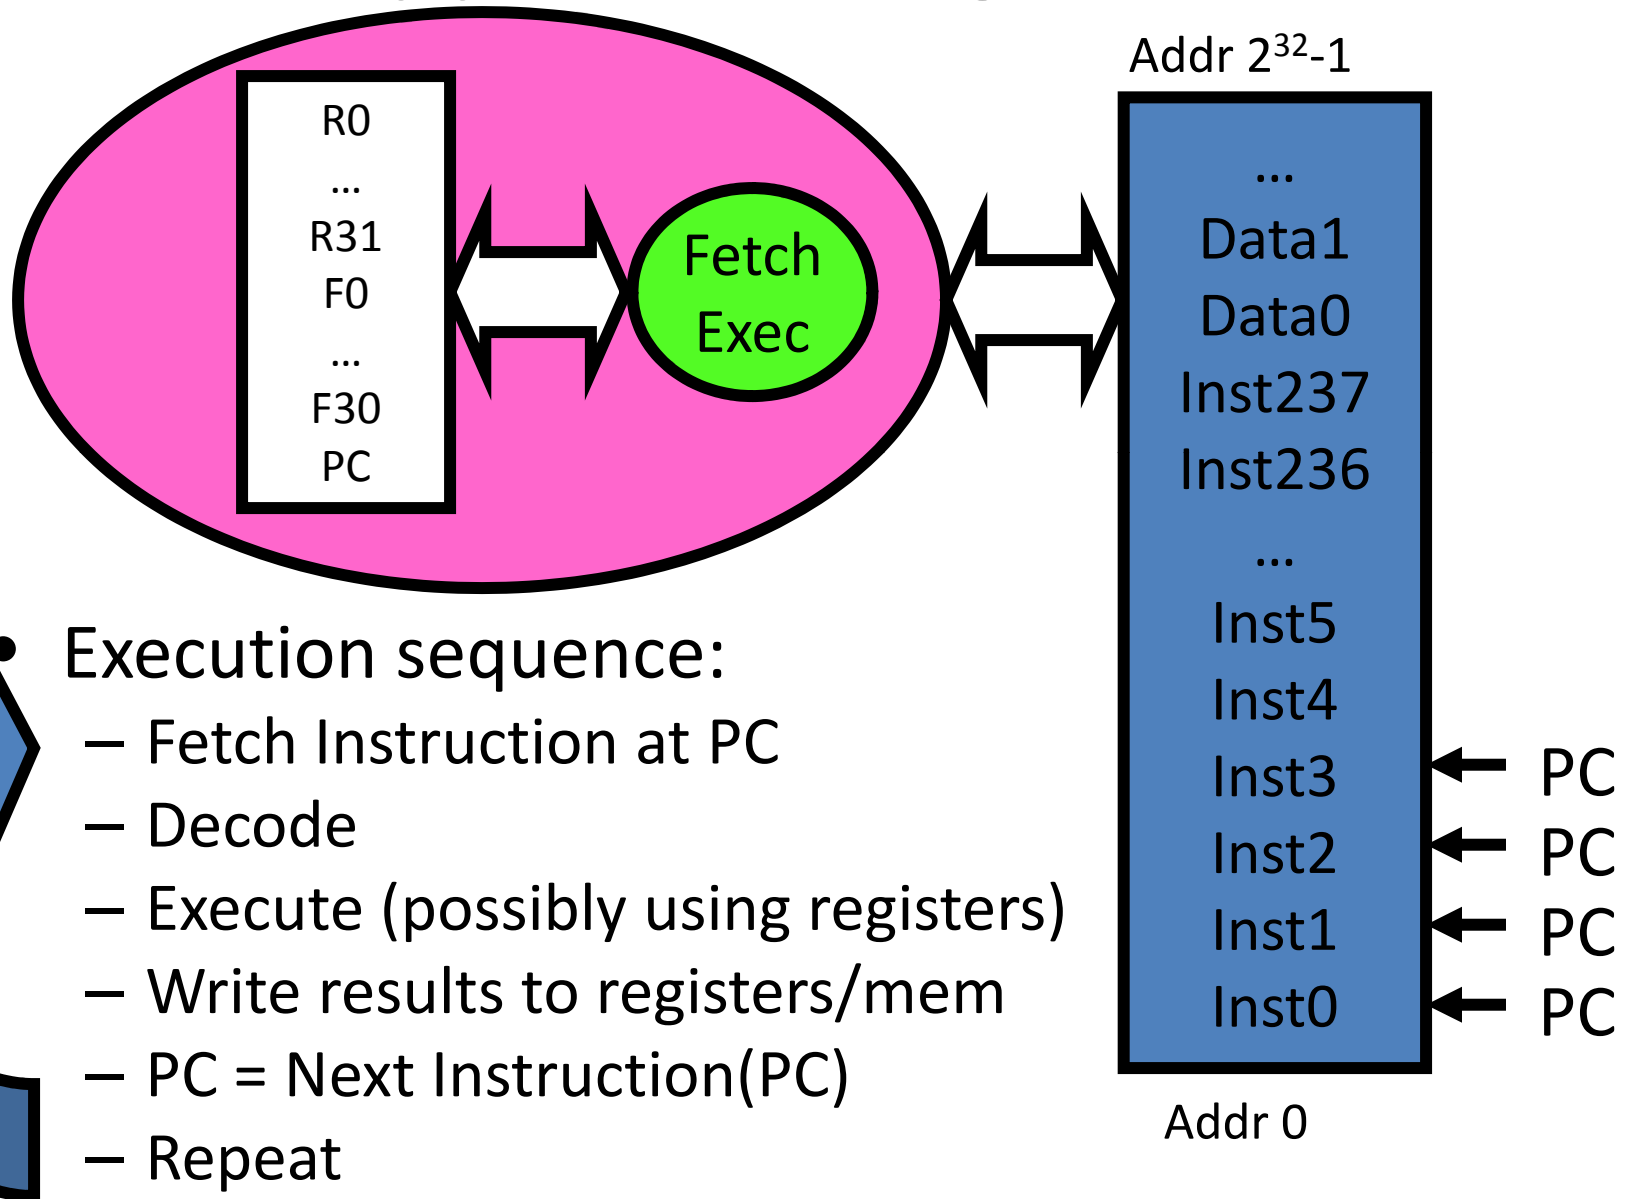 R0
...
R31
F0
...
F30
PC
Fetch
Exec
Addr 2³²-1
...
Data1
Data0
Inst237
Inst236
...
Inst5
Inst4
Inst3
Inst2
Inst1
Inst0
Addr 0
PC
PC
PC
PC
• Execution sequence:
– Fetch Instruction at PC
– Decode
– Execute (possibly using registers)
– Write results to registers/mem
– PC = Next Instruction(PC)
– Repeat